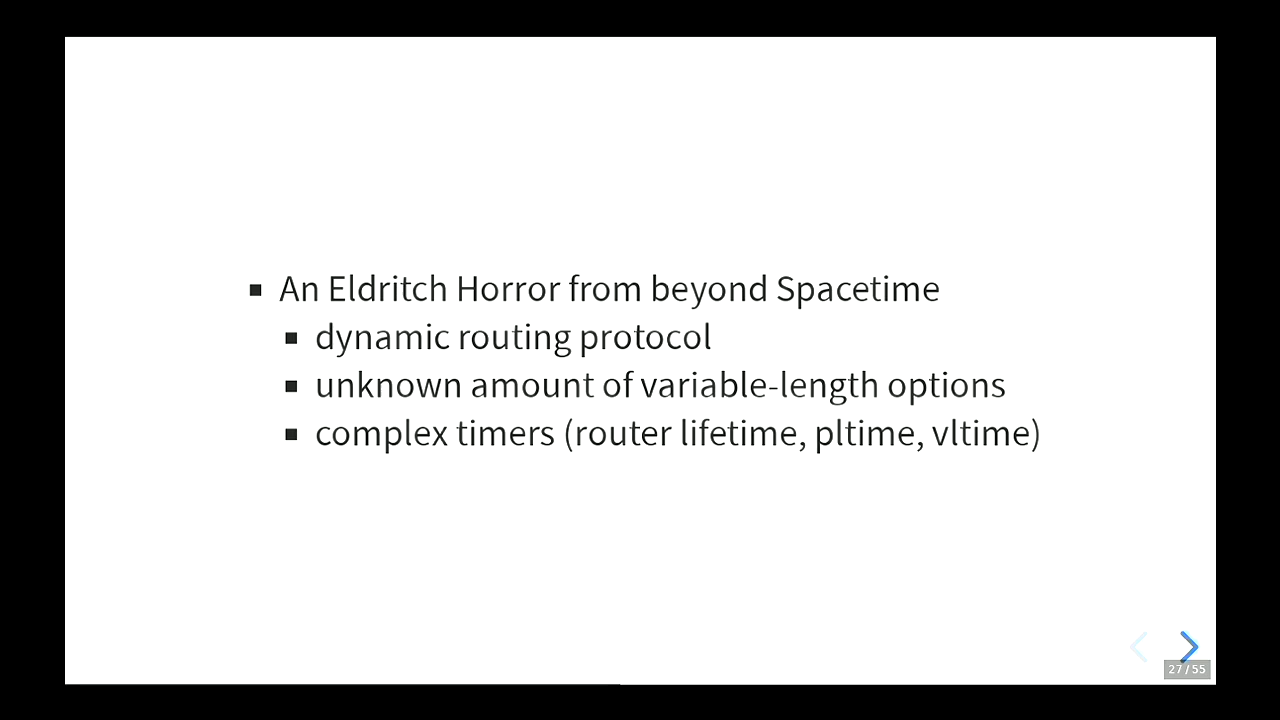 ▪ An Eldritch Horror from beyond Spacetime
▪ dynamic routing protocol
▪ unknown amount of variable-length options
▪ complex timers (router lifetime, pltime, vltime)
27 / 55